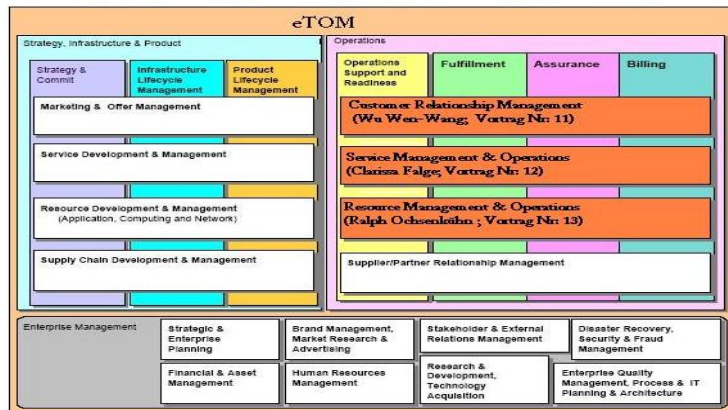 eTOM
Strategy, Infrastructure & Product
Strategy &
Commit
Infrastructure
Lifecycle
Management
Product
Lifecycle
Management
Marketing & Offer Management
Service Development & Management
Resource Development & Management
(Application, Computing and Network)
Supply Chain Development & Management
Operations
Operations
Support and
Readiness
Fulfillment
Assurance
Billing
Customer Relationship Management
(Wu Wen-Wang; Vortrag Nr: 11)
Service Management & Operations
(Clarissa Falge; Vortrag Nr: 12)
Resource Management & Operations
(Ralph Ochsenkühn ; Vortrag Nr: 13)
Supplier/Partner Relationship Management
Enterprise Management
Strategic &
Enterprise
Planning
Brand Management,
Market Research &
Advertising
Stakeholder & External
Relations Management
Disaster Recovery,
Security & Fraud
Management
Financial & Asset
Management
Human Resources
Management
Research &
Development,
Technology
Acquisition
Enterprise Quality
Management, Process & IT
Planning & Architecture